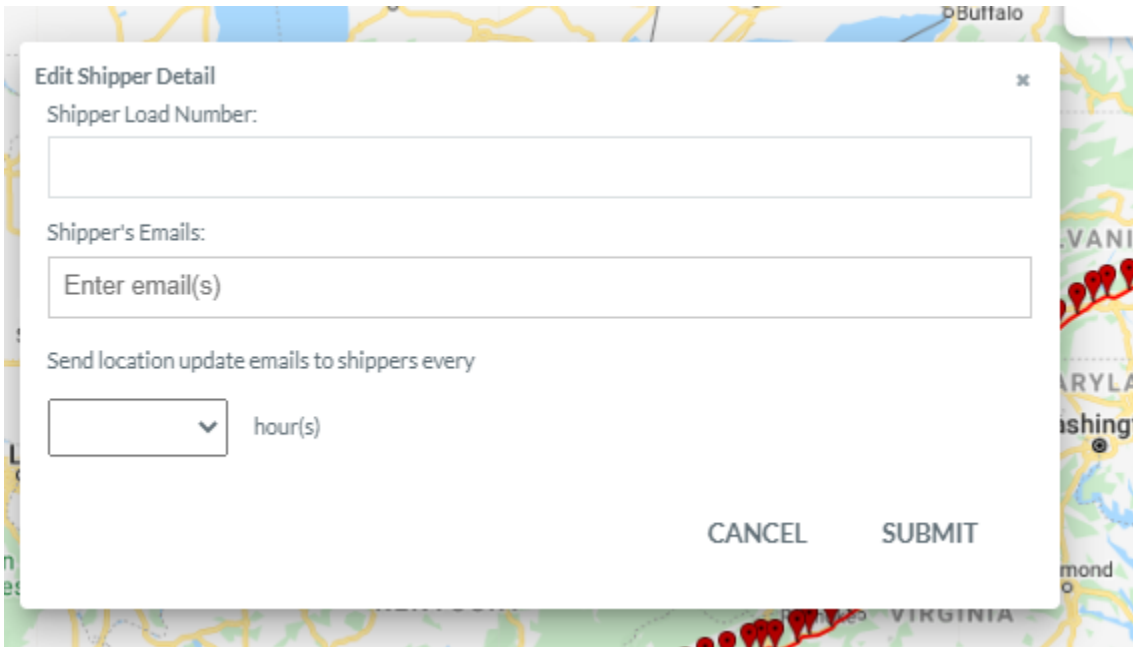 Buffalo
Edit Shipper Detail
Shipper Load Number:
Shipper's Emails:
VANI
Enter email(s)
Send location update emails to shippers every
ARYLA
hour(s)
ashing
CANCEL SUBMIT
mond
VIRGINIA